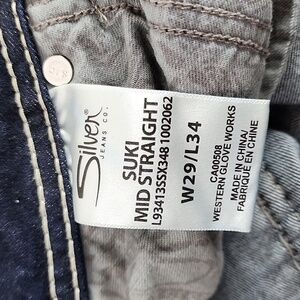 Silver®
JEANS CO.
SUKI
MID STRAIGHT
L93413SSX348 1002062
W29/L34
CA00508
WESTERN GLOVE WORKS
MADE IN CHINA/
FABRIQUÉ EN CHINE